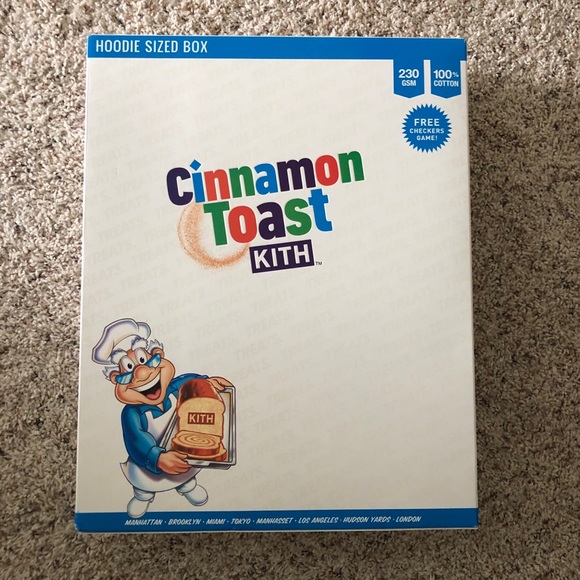 HOODIE SIZED BOX
230
GSM
100%
COTTON
FREE
CHECKERS
GAME!
Cinnamon
Toast
KITH™
KITH
MANHATTAN · BROOKLYN · MIAMI · TOKYO · MANHASSET · LOS ANGELES · HUDSON YARDS · LONDON